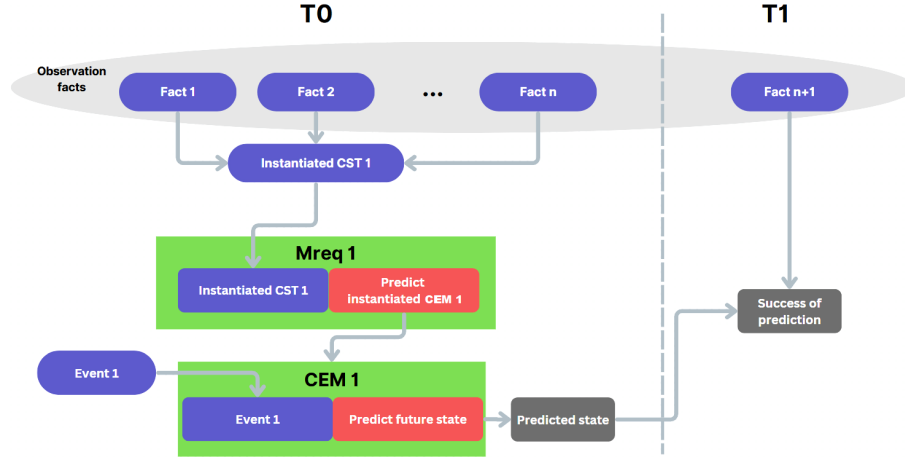 T0
T1
Observation
facts
Fact 1
Fact 2
...
Fact n
Fact n+1
Instantiated CST 1
Mreq 1
Instantiated CST 1
Predict
instantiated CEM 1
Success of
prediction
Event 1
CEM 1
Event 1
Predict future state
Predicted state